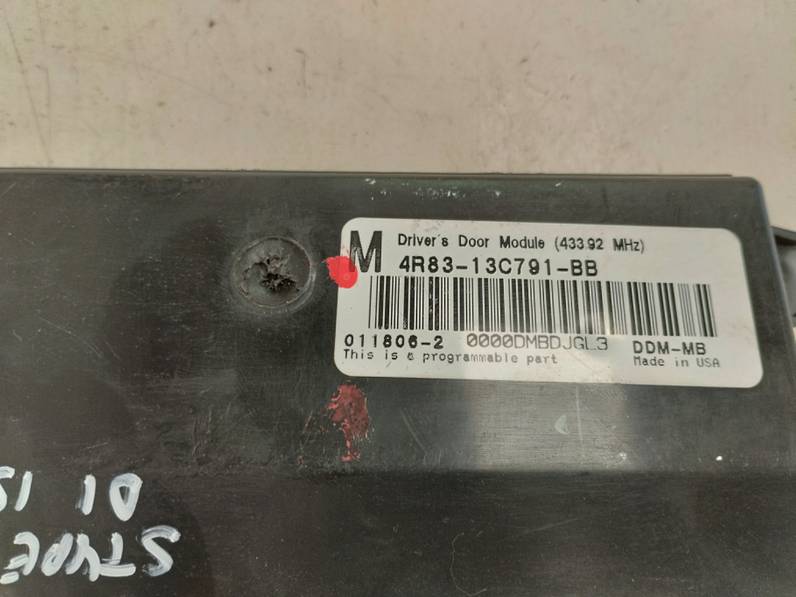 M Driver's Door Module (433.92 MHz)
4R83-13C791-BB
011806-2 0000DMBDJGL3 DDM-MB
This is a programmable part Made in USA
STYPE